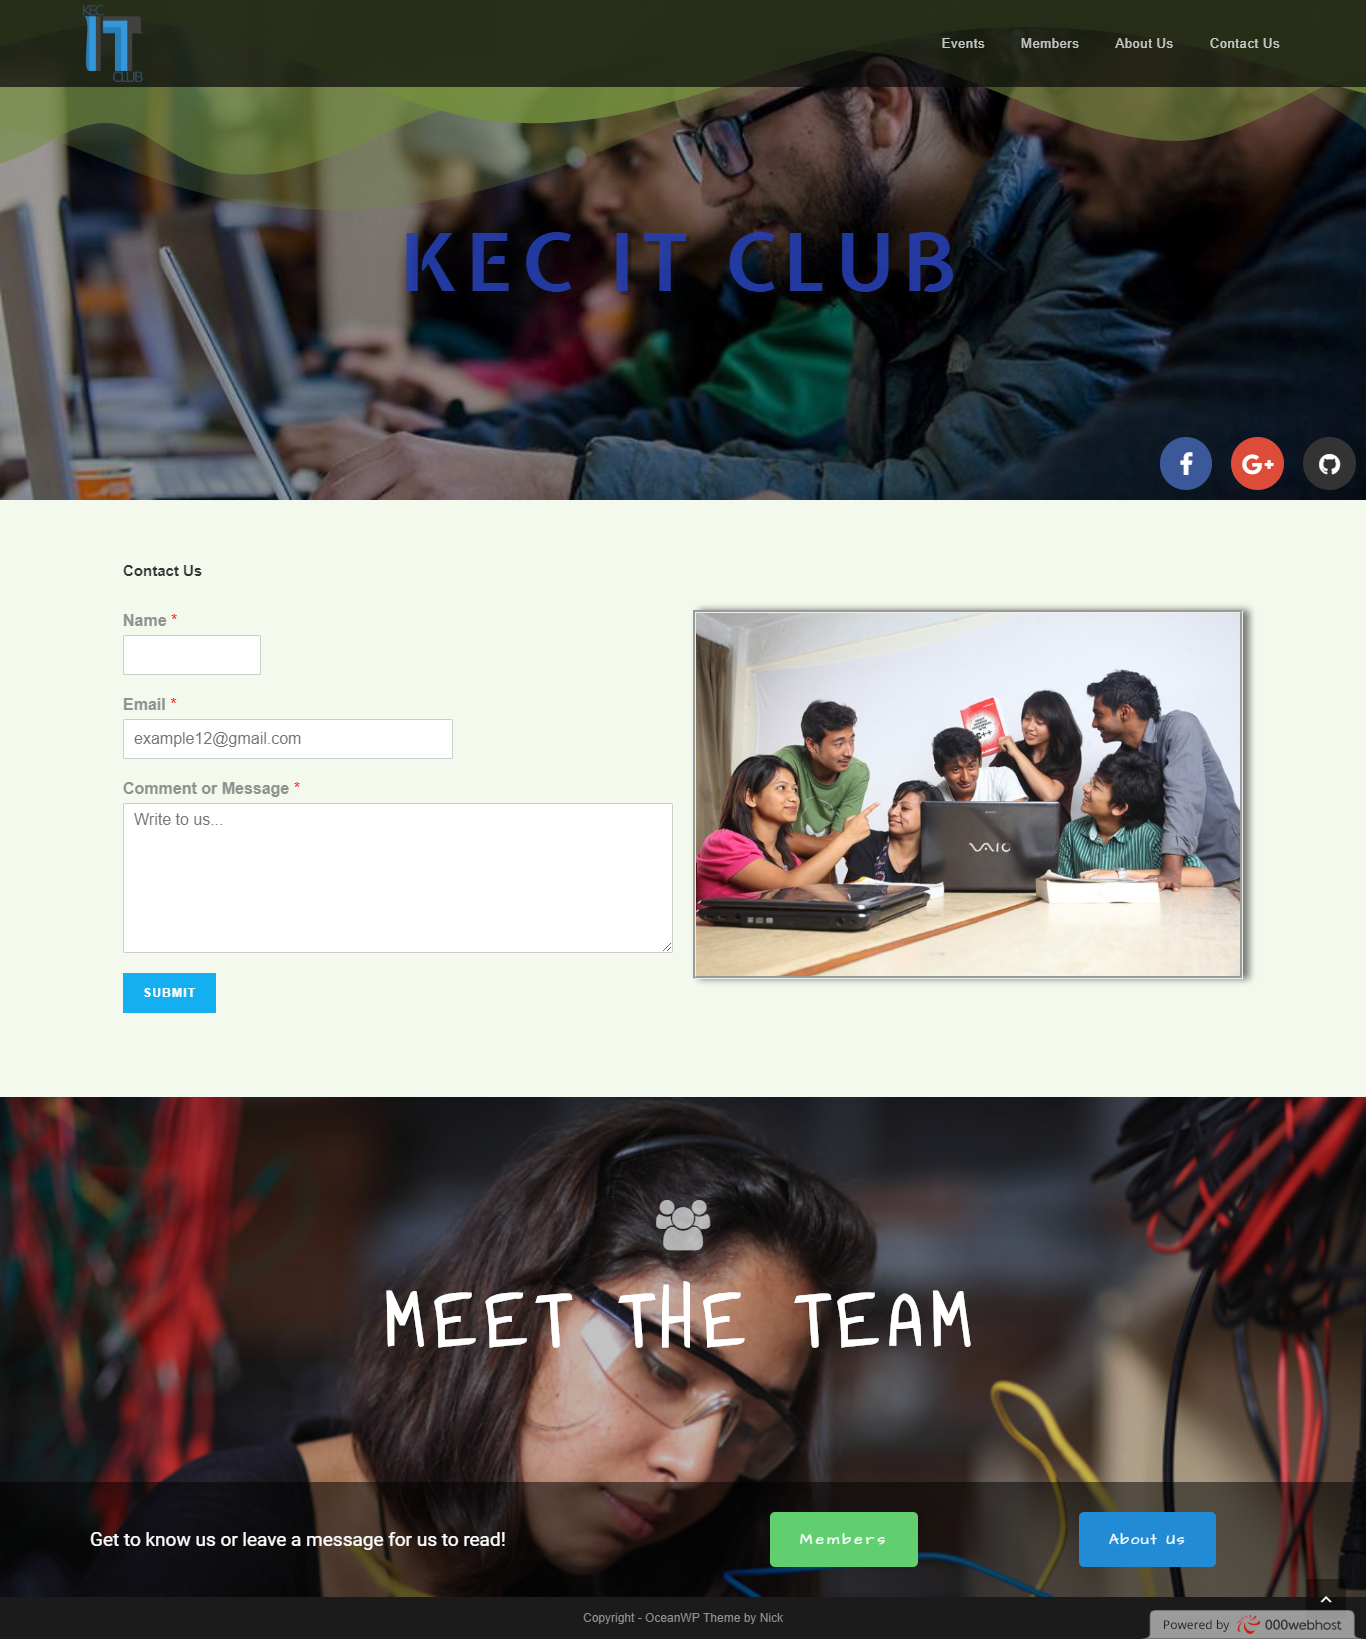 KEC
IT
CLUB
Events Members About Us Contact Us
KEC IT CLUB
Contact Us
Name *
Email *
example12@gmail.com
Comment or Message *
Write to us...
SUBMIT
C++
VAIO
MEET THE TEAM
Get to know us or leave a message for us to read!
Members
About Us
Copyright - OceanWP Theme by Nick
Powered by 000webhost